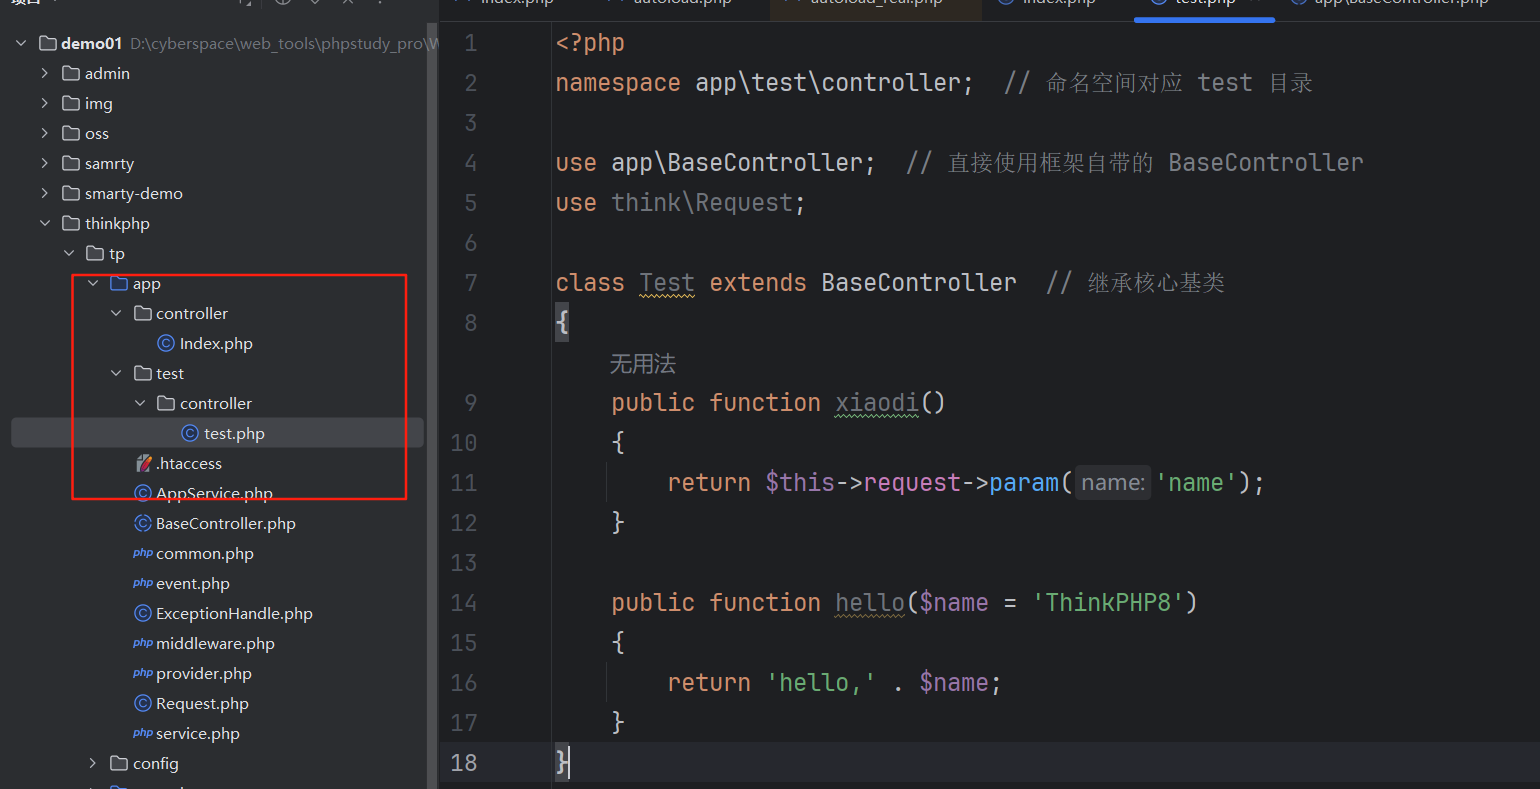 demo01 D:\cyberspace\web_tools\phpstudy_pro\W
admin
img
oss
samrty
smarty-demo
thinkphp
tp
app
controller
Index.php
test
controller
test.php
.htaccess
AppService.php
BaseController.php
common.php
event.php
ExceptionHandle.php
middleware.php
provider.php
Request.php
service.php
config
index.php autoload.php autoload_real.php index.php test.php app\BaseController.php
1 <?php
2 namespace app\test\controller; // 命名空间对应 test 目录
3
4 use app\BaseController; // 直接使用框架自带的 BaseController
5 use think\Request;
6
7 class Test extends BaseController // 继承核心基类
8 {
无用法
9 public function xiaodi()
10 {
11 return $this->request->param( name: 'name');
12 }
13
14 public function hello($name = 'ThinkPHP8')
15 {
16 return 'hello,' . $name;
17 }
18 }